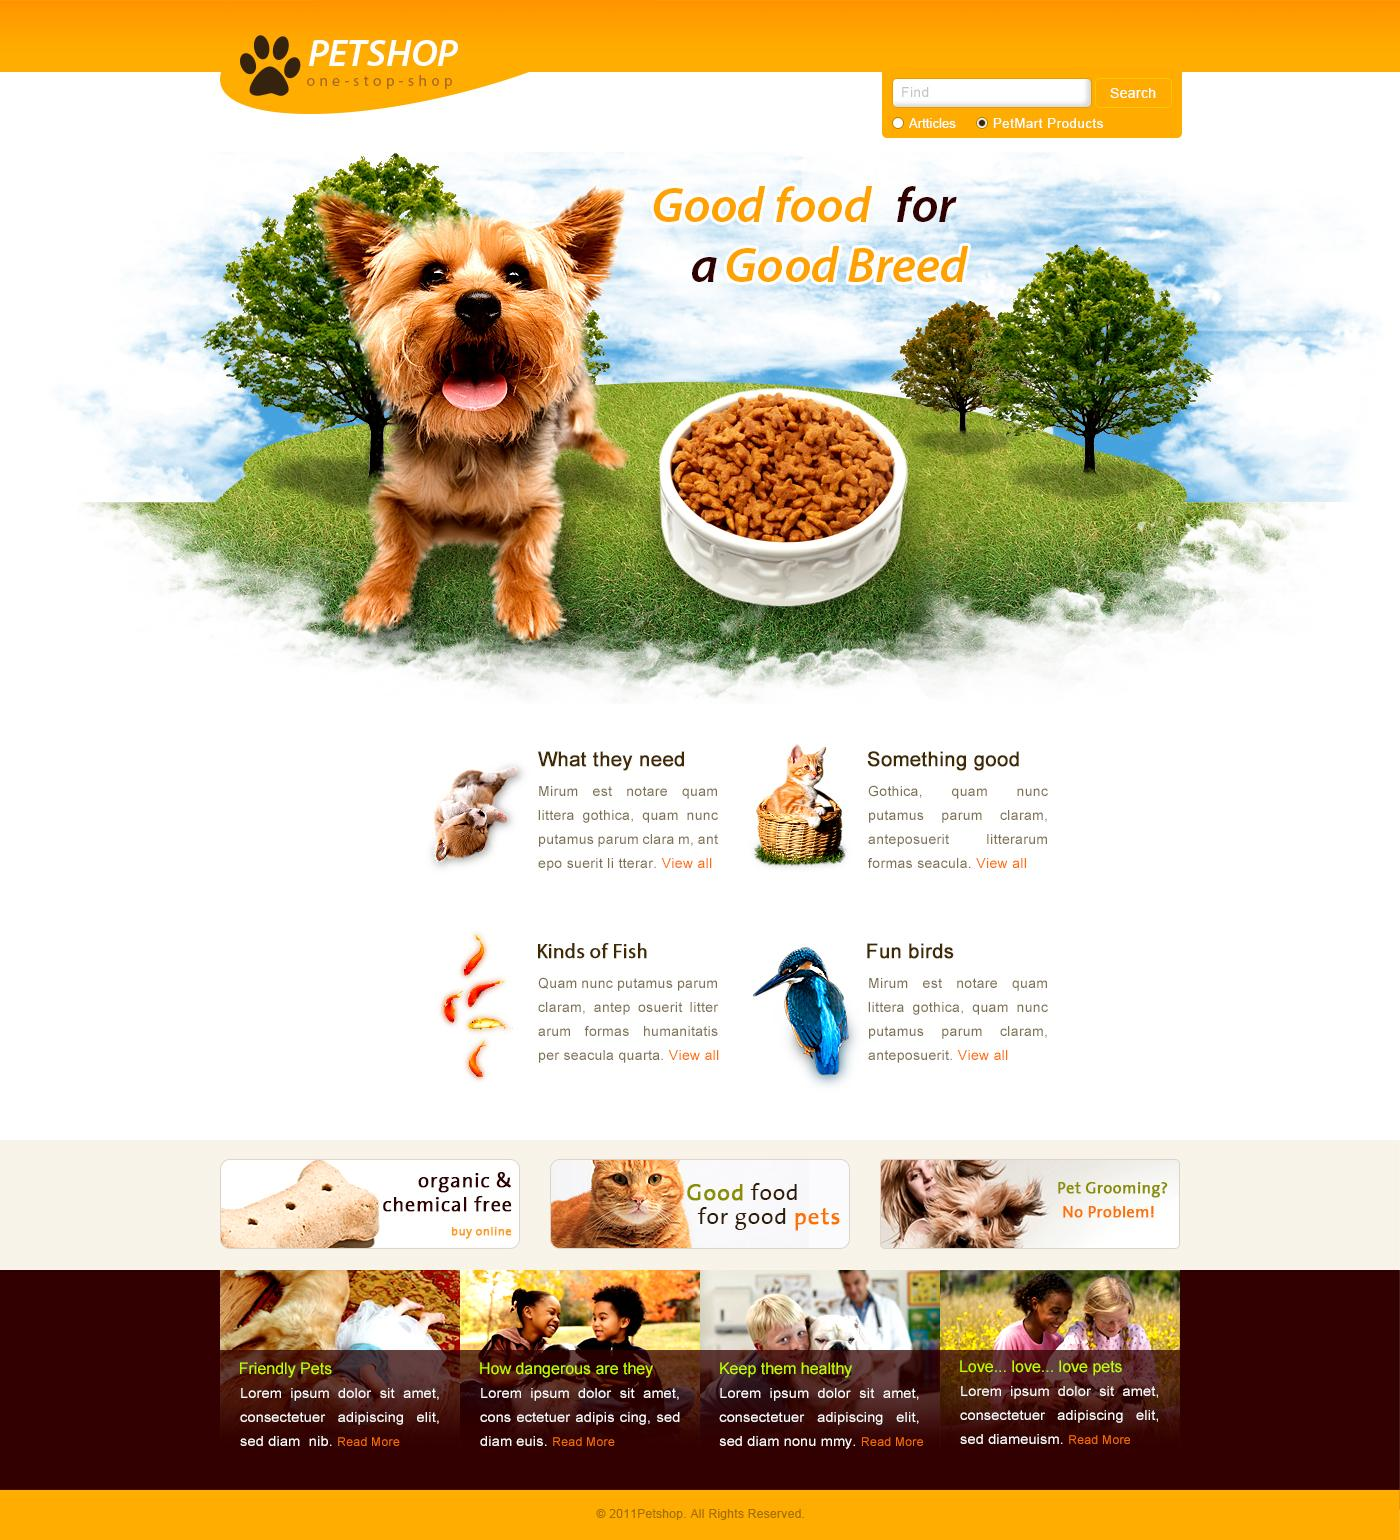 PETSHOP
one-stop-shop
Find
Search
Artticles
PetMart Products
Good food for
a Good Breed
What they need
Mirum est notare quam
littera gothica, quam nunc
putamus parum clara m, ant
epo suerit li tterar. View all
Something good
Gothica, quam nunc
putamus parum claram,
anteposuerit litterarum
formas seacula. View all
Kinds of Fish
Quam nunc putamus parum
claram, antep osuerit litter
arum formas humanitatis
per seacula quarta. View all
Fun birds
Mirum est notare quam
littera gothica, quam nunc
putamus parum claram,
anteposuerit. View all
organic &
chemical free
buy online
Good food
for good pets
Pet Grooming?
No Problem!
Friendly Pets
Lorem ipsum dolor sit amet,
consectetuer adipiscing elit,
sed diam nib. Read More
How dangerous are they
Lorem ipsum dolor sit amet,
cons ectetuer adipis cing, sed
diam euis. Read More
Keep them healthy
Lorem ipsum dolor sit amet,
consectetuer adipiscing elit,
sed diam nonu mmy. Read More
Love... love... love pets
Lorem ipsum dolor sit amet,
consectetuer adipiscing elit,
sed diameuism. Read More
© 2011Petshop. All Rights Reserved.